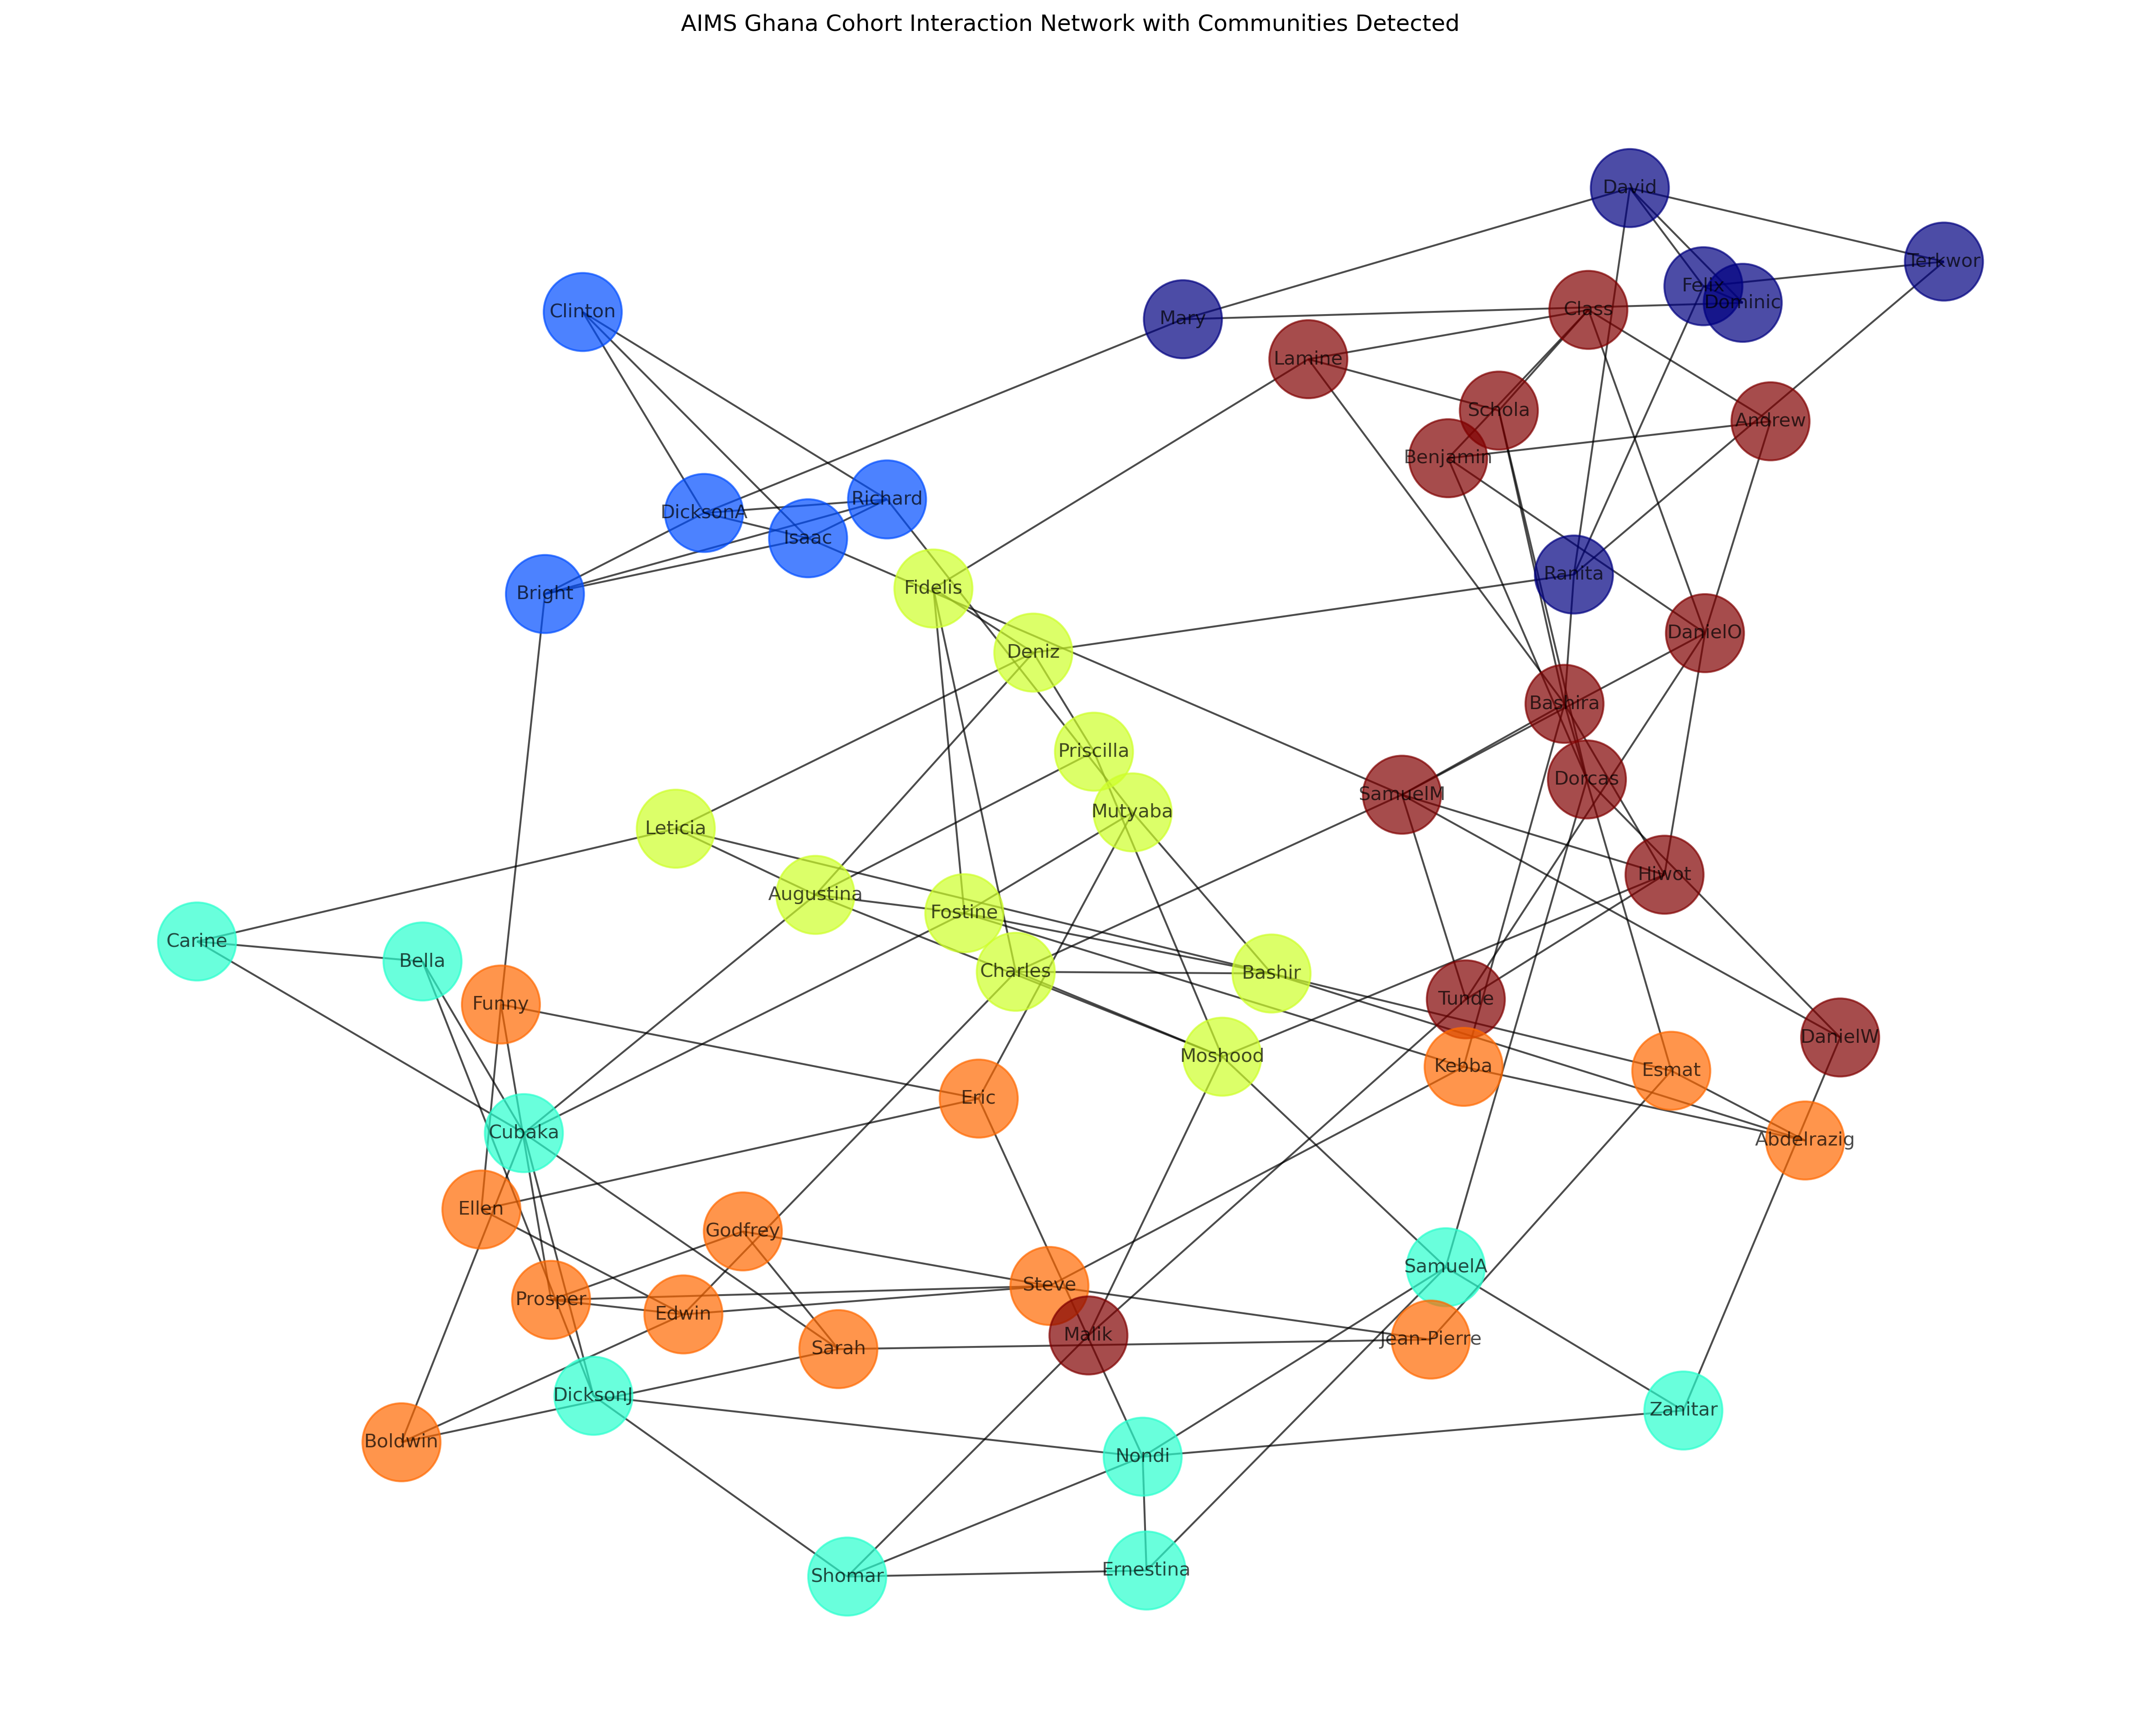 AIMS Ghana Cohort Interaction Network with Communities Detected
David
Terkwor
Felix
Dominic
Clinton
Class
Mary
Lamine
Schola
Andrew
Benjamin
Richard
DicksonA
Isaac
Ranita
Fidelis
Bright
DanielO
Deniz
Bashira
Priscilla
Dorcas
SamuelM
Mutyaba
Leticia
Hiwot
Augustina
Fostine
Carine
Bella
Charles
Bashir
Tunde
Funny
DanielW
Moshood
Kebba
Esmat
Eric
Cubaka
Abdelrazig
Ellen
Godfrey
SamuelA
Steve
Prosper
Edwin
Malik
Jean-Pierre
Sarah
DicksonJ
Zanitar
Boldwin
Nondi
Ernestina
Shomar